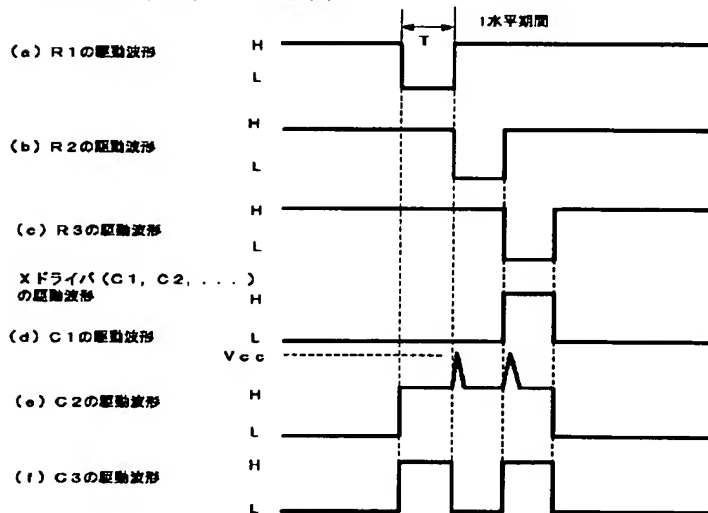 1水平期間
T
(a) R1の駆動波形
H
L
(b) R2の駆動波形
H
L
(c) R3の駆動波形
H
L
Xドライバ (C1, C2, ....)
の駆動波形
H
(d) C1の駆動波形
L
Vcc
(e) C2の駆動波形
H
L
(f) C3の駆動波形
H
L